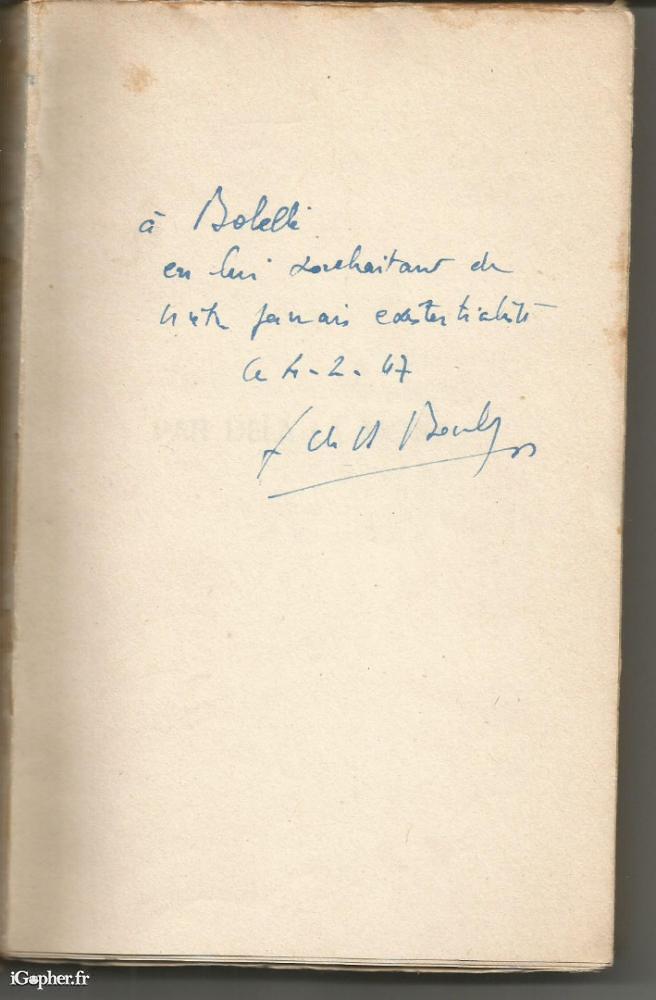 à Bolelli
en lui souhaitant de
n'être jamais existentialiste
le 4-2-47
iGopher.fr